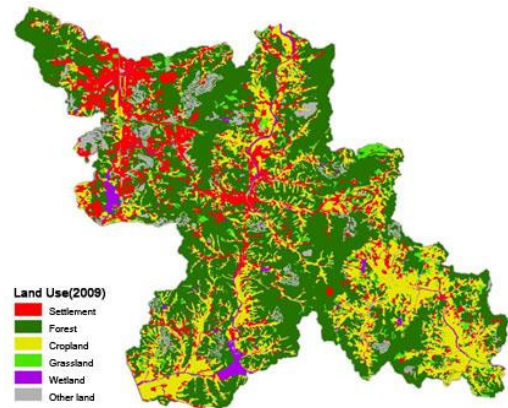 Land Use(2009)
Settlement
Forest
Cropland
Grassland
Wetland
Other land